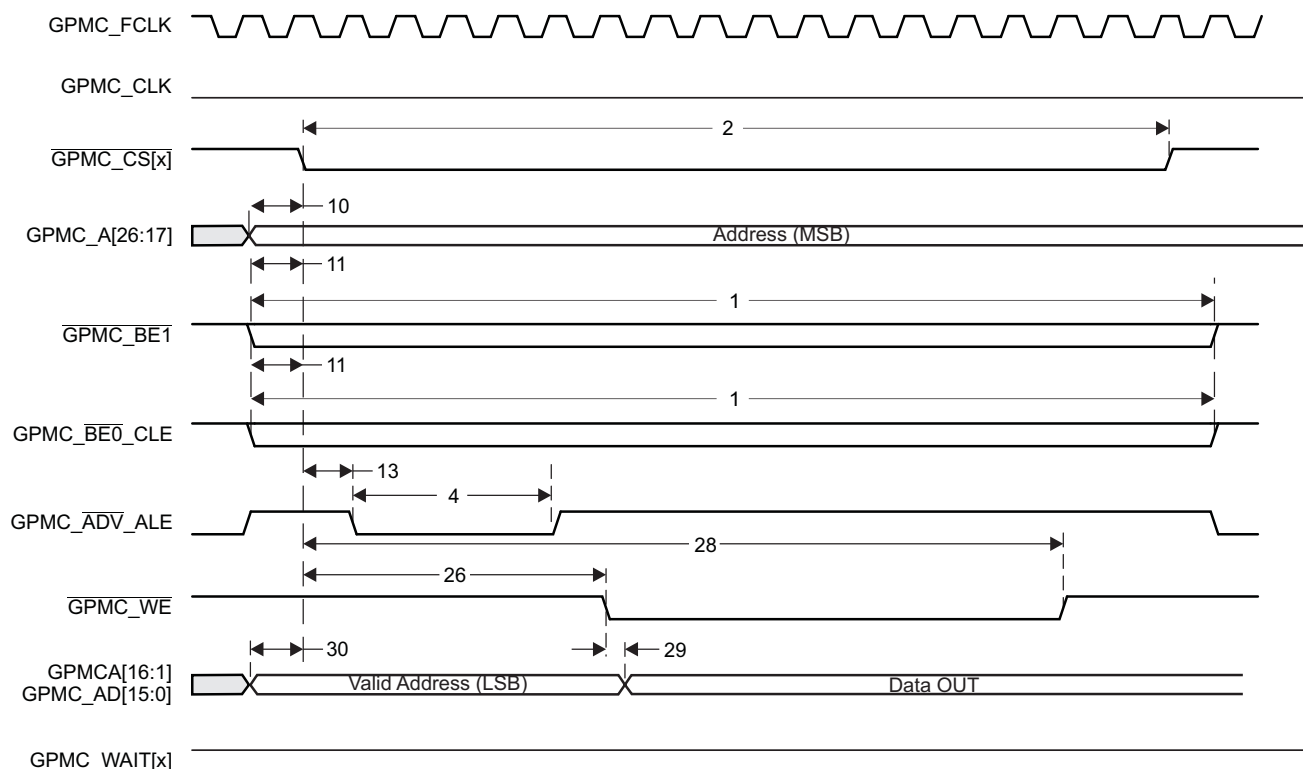 GPMC_FCLK
GPMC_CLK
2
GPMC_CS[x]
10
GPMC_A[26:17]
Address (MSB)
11
1
GPMC_BE1
11
1
GPMC_BE0_CLE
13
4
GPMC_ADV_ALE
28
26
GPMC_WE
30
29
GPMCA[16:1]
GPMC_AD[15:0]
Valid Address (LSB)
Data OUT
GPMC_WAIT[x]